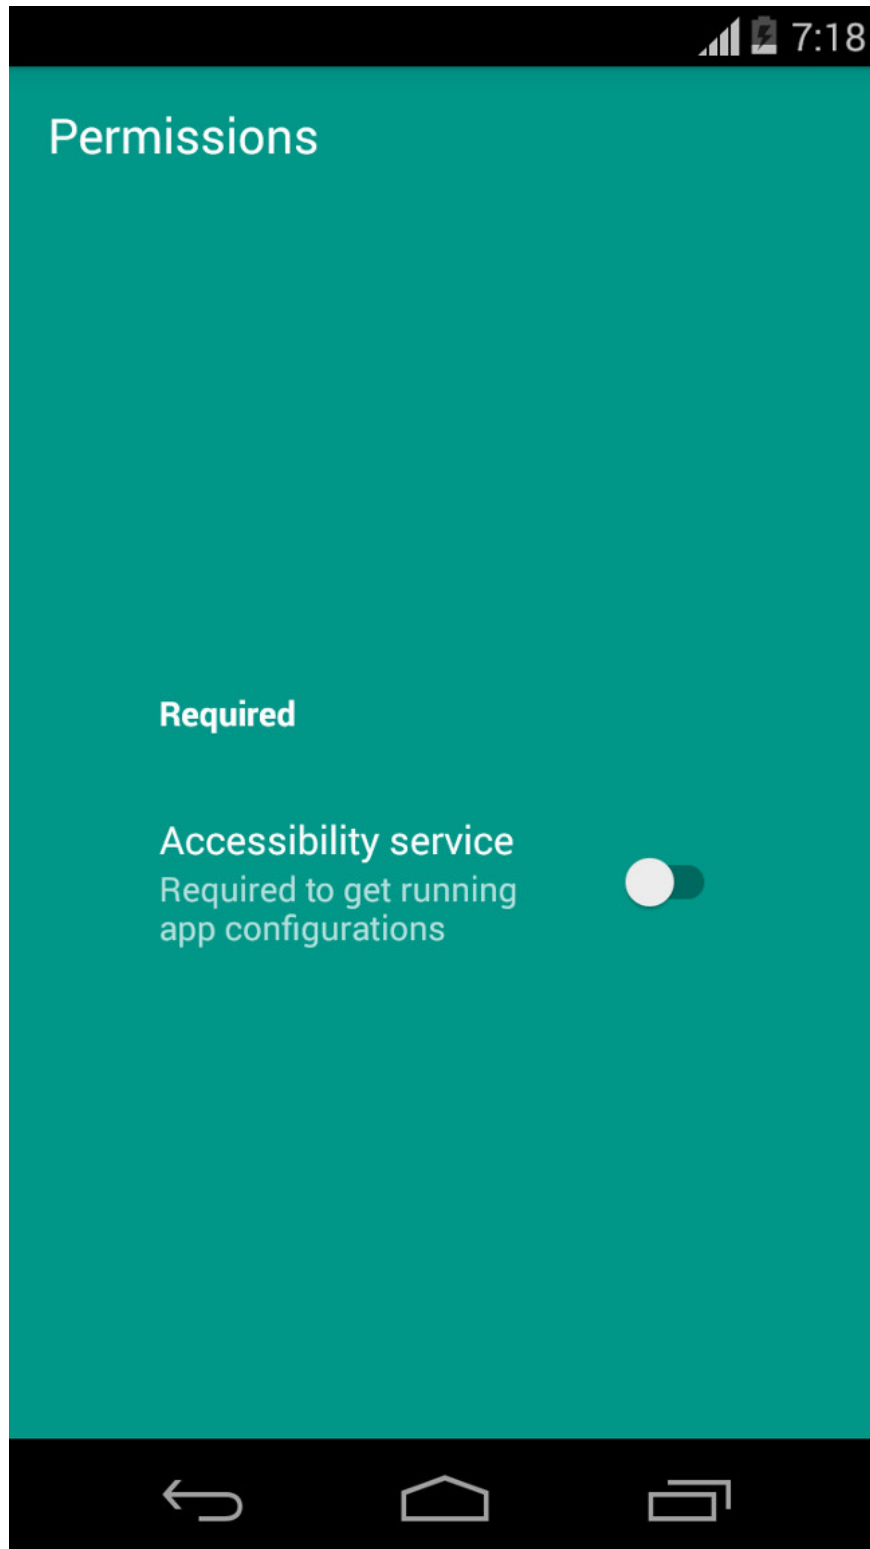 7:18
Permissions
Required
Accessibility service
Required to get running
app configurations